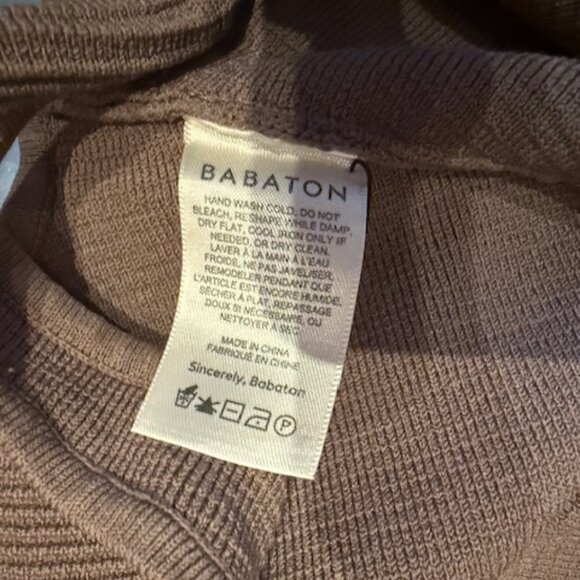 BABATON
HAND WASH COLD, DO NOT
BLEACH, RESHAPE WHILE DAMP,
DRY FLAT, COOL IRON ONLY IF
NEEDED, OR DRY CLEAN.
LAVER À LA MAIN À L'EAU
FROIDE, NE PAS JAVELISER,
REMODELER PENDANT QUE
L'ARTICLE EST ENCORE HUMIDE,
SÉCHER À PLAT, REPASSAGE
DOUX SI NÉCESSAIRE, OU
NETTOYER À SEC.
MADE IN CHINA
FABRIQUÉ EN CHINE
Sincerely, Babaton
P